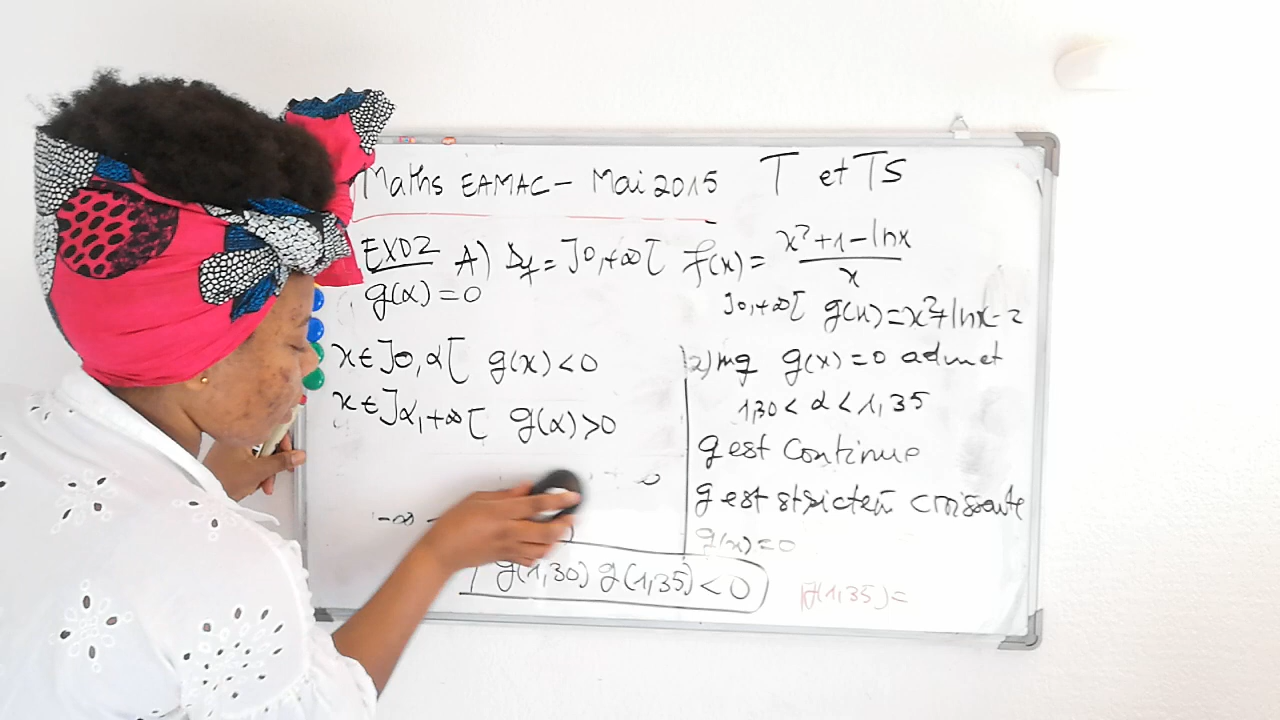 Maths EAMAC - Mai 2015 T et TS
EXO2 A) Df = ]0,+∞[ f(x) = (x²+1-lnx)/x
g(α) = 0
]0,+∞[ g(x) = x²+lnx-2
x ∈ ]0,α[ g(x) < 0
x ∈ ]α,+∞[ g(α) > 0
2) mq g(x) = 0 admet
1,30 < α < 1,35
g est continue
g est stricten croissante
g(x) = 0
-∞
g(1,30) g(1,35) < 0
g(1,35) =